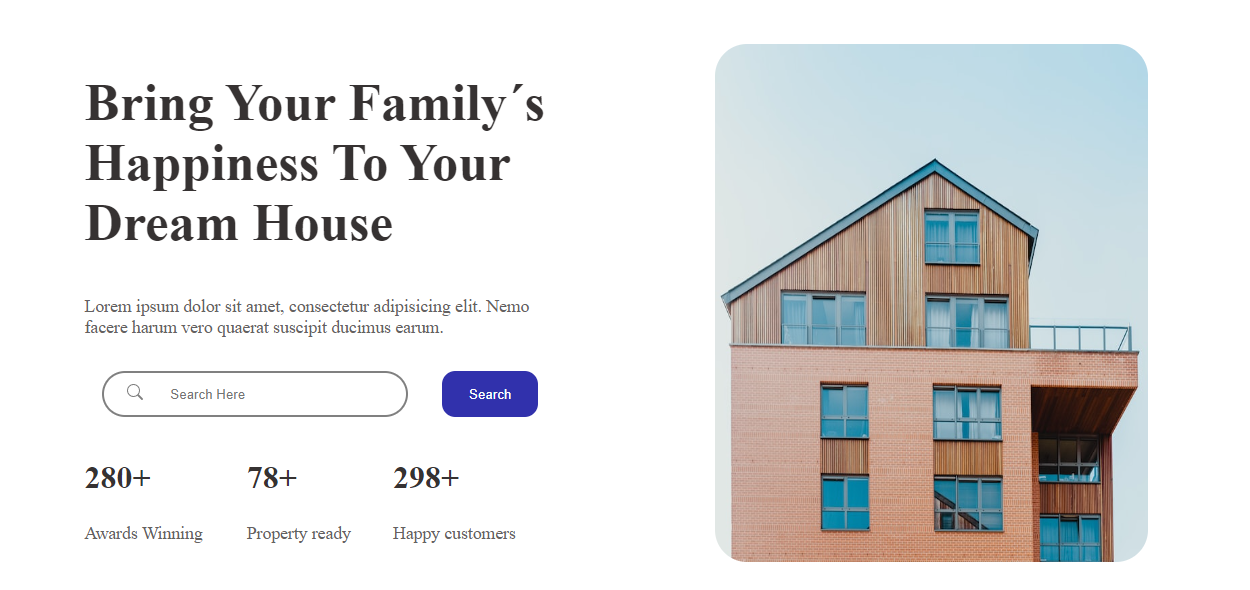 Bring Your Family´s
Happiness To Your
Dream House
Lorem ipsum dolor sit amet, consectetur adipisicing elit. Nemo
facere harum vero quaerat suscipit ducimus earum.
Search Here
Search
280+ 78+ 298+
Awards Winning Property ready Happy customers